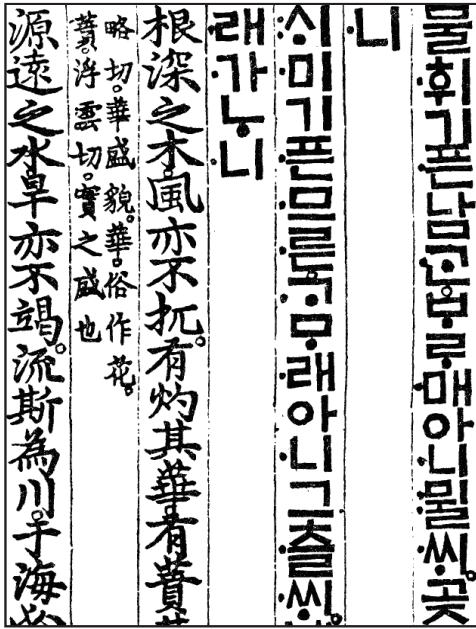 불휘기픈남ᄀᆞᆫᄇᆞᄅᆞ매아니뮐ᄊᆡ。곶
니
ᄉᆡ미기픈므른ᄀᆞᄆᆞ래아니그츨ᄊᆡ。
래가ᄂᆞ니
根深之木風亦不扤。有灼其華。有蕡其
略切。華盛貌。華。俗作花。
蕡。浮雲切。實之盛也
源遠之水旱亦不竭。流斯為川。于海必